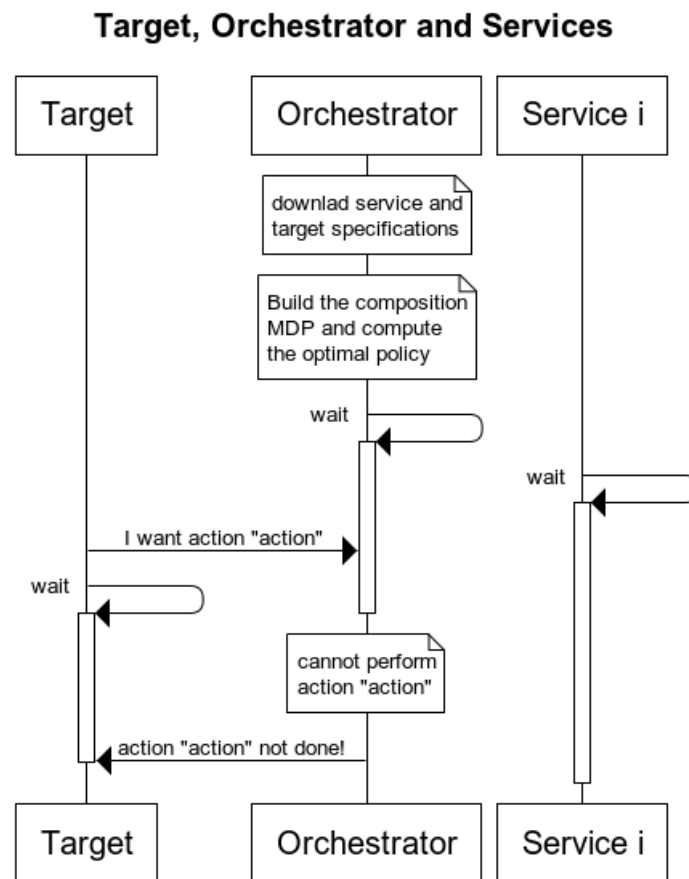 Target, Orchestrator and Services
Target
Orchestrator
Service i
downlad service and
target specifications
Build the composition
MDP and compute
the optimal policy
wait
wait
I want action "action"
wait
cannot perform
action "action"
action "action" not done!
Target
Orchestrator
Service i